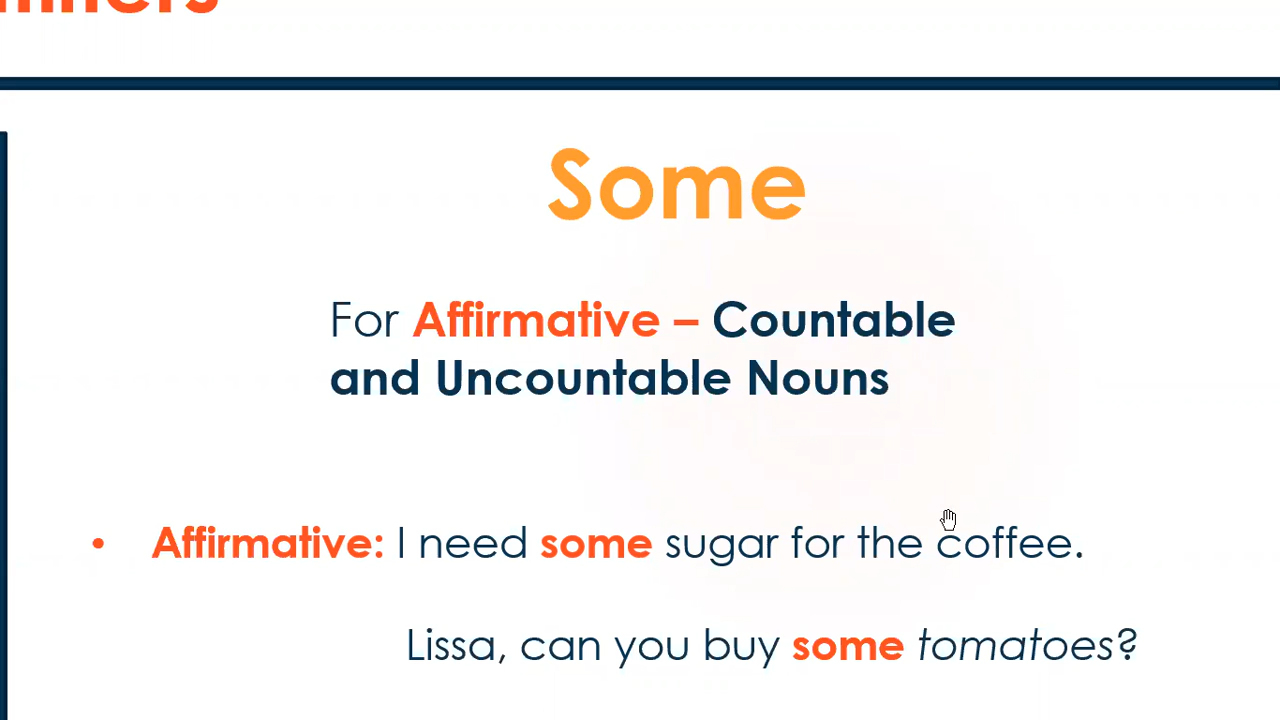 Some
For Affirmative – Countable
and Uncountable Nouns
• Affirmative: I need some sugar for the coffee.
Lissa, can you buy some tomatoes?